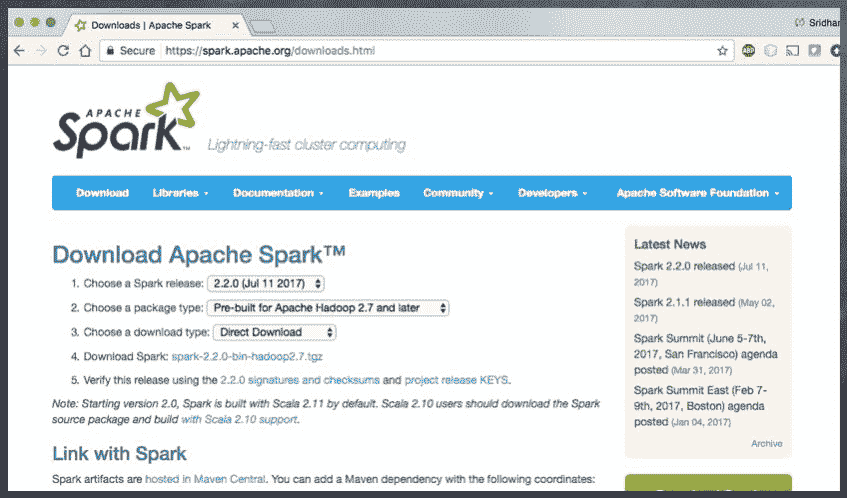 Downloads | Apache Spark
Sridhar
Secure https://spark.apache.org/downloads.html
ABP
APACHE
Spark™ Lightning-fast cluster computing
Download Libraries Documentation Examples Community Developers Apache Software Foundation
Download Apache Spark™
1. Choose a Spark release: 2.2.0 (Jul 11 2017)
2. Choose a package type: Pre-built for Apache Hadoop 2.7 and later
3. Choose a download type: Direct Download
4. Download Spark: spark-2.2.0-bin-hadoop2.7.tgz
5. Verify this release using the 2.2.0 signatures and checksums and project release KEYS.
Note: Starting version 2.0, Spark is built with Scala 2.11 by default. Scala 2.10 users should download the Spark
source package and build with Scala 2.10 support.
Link with Spark
Spark artifacts are hosted in Maven Central. You can add a Maven dependency with the following coordinates:
Latest News
Spark 2.2.0 released (Jul 11,
2017)
Spark 2.1.1 released (May 02,
2017)
Spark Summit (June 5-7th,
2017, San Francisco) agenda
posted (Mar 31, 2017)
Spark Summit East (Feb 7-
9th, 2017, Boston) agenda
posted (Jan 04, 2017)
Archive